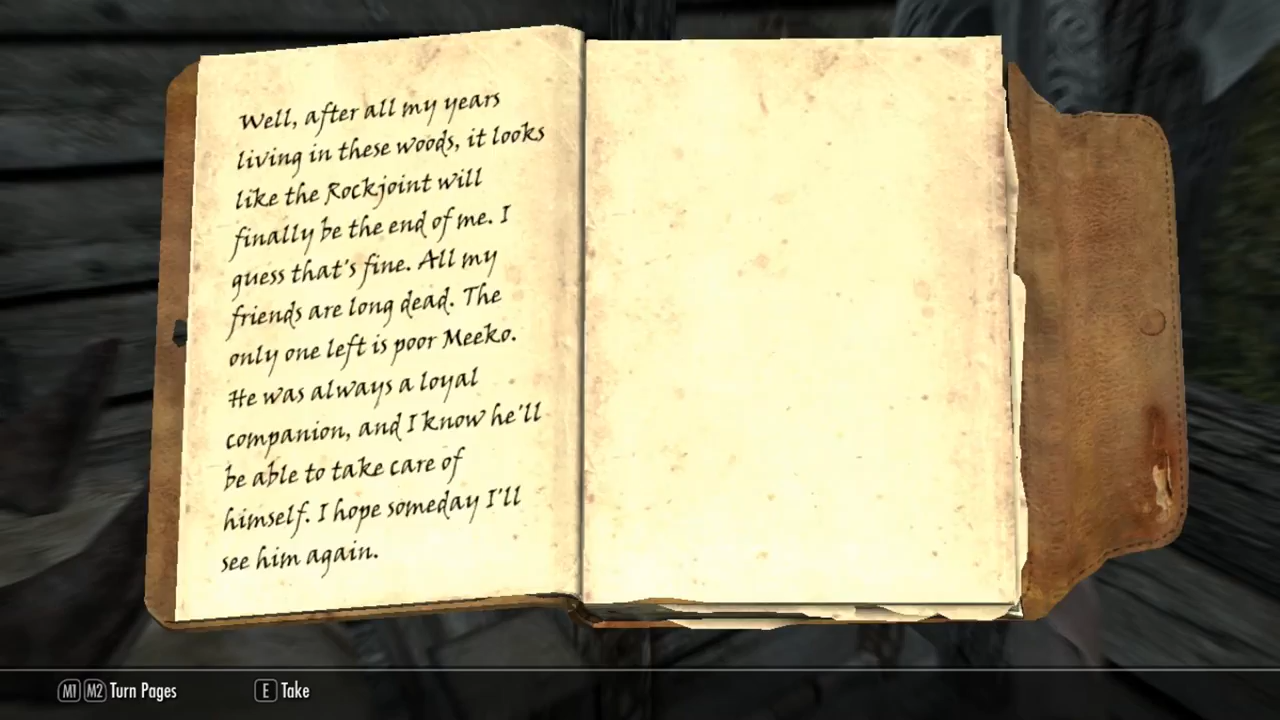 Well, after all my years
living in these woods, it looks
like the Rockjoint will
finally be the end of me. I
guess that's fine. All my
friends are long dead. The
only one left is poor Meeko.
He was always a loyal
companion, and I know he'll
be able to take care of
himself. I hope someday I'll
see him again.
M1 M2 Turn Pages E Take